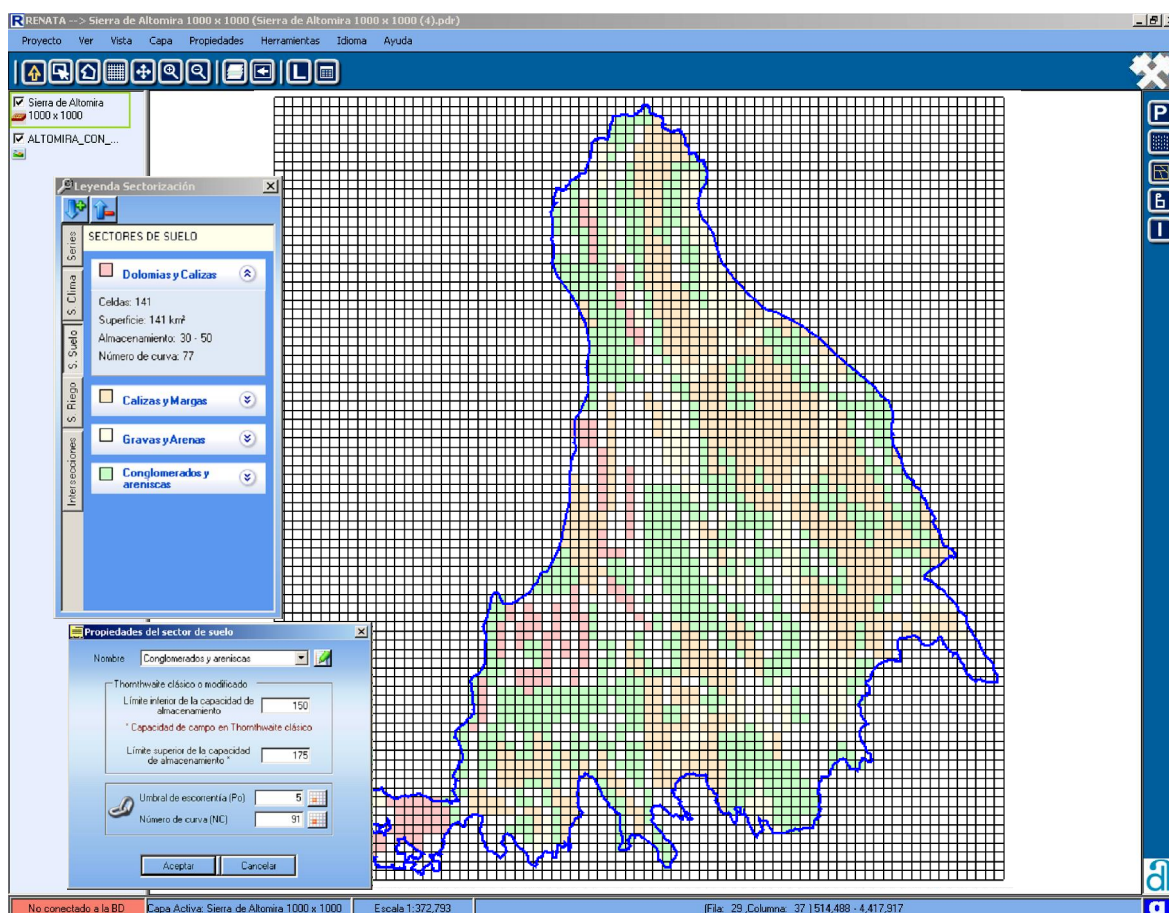 RENATA --> Sierra de Altomira 1000 x 1000 (Sierra de Altomira 1000 x 1000 (4).pdr)
Proyecto Ver Vista Capa Propiedades Herramientas Idioma Ayuda
Sierra de Altomira
1000 x 1000
ALTOMIRA_CON_...
Leyenda Sectorización
SECTORES DE SUELO
Series
S. Clima
S. Suelo
S. Riego
Intersecciones
Dolomias y Calizas
Celdas: 141
Superficie: 141 km²
Almacenamiento: 30 - 50
Número de curva: 77
Calizas y Margas
Gravas y Arenas
Conglomerados y
areniscas
Propiedades del sector de suelo
Nombre Conglomerados y areniscas
Thornthwaite clásico o modificado
Límite inferior de la capacidad de
almacenamiento 150
* Capacidad de campo en Thornthwaite clásico
Límite superior de la capacidad
de almacenamiento * 175
Umbral de escorrentía (Po) 5
Número de curva (NC) 91
Aceptar Cancelar
P
L
I
No conectado a la BD Capa Activa: Sierra de Altomira 1000 x 1000 Escala 1:372,793 [Fila: 29 ,Columna: 37 ] 514,488 - 4,417,917